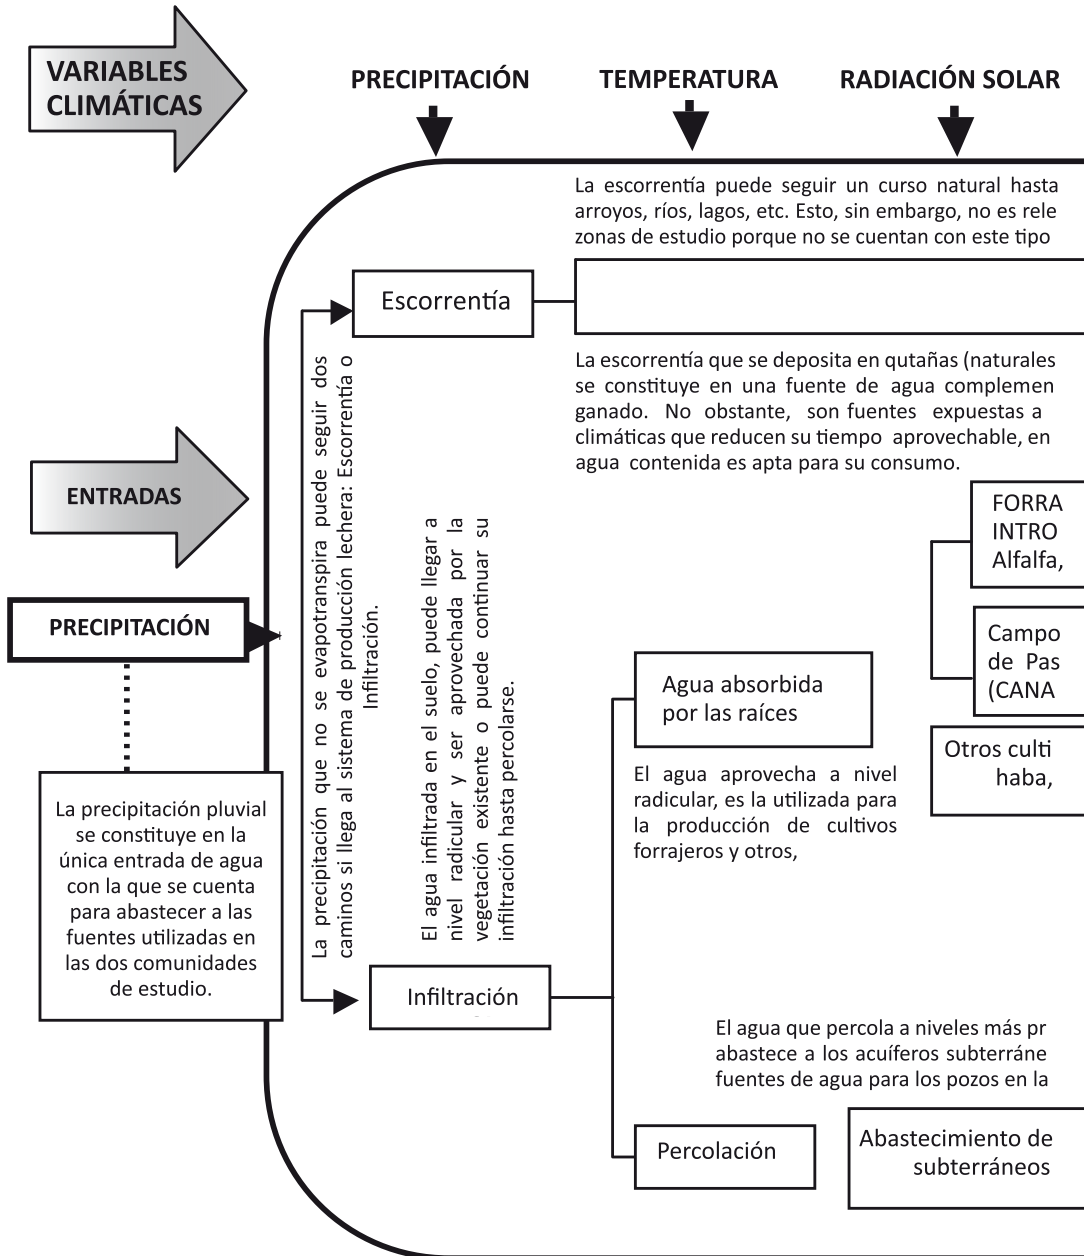 VARIABLES
CLIMÁTICAS
PRECIPITACIÓN
TEMPERATURA
RADIACIÓN SOLAR
La escorrentía puede seguir un curso natural hasta
arroyos, ríos, lagos, etc. Esto, sin embargo, no es rele
zonas de estudio porque no se cuentan con este tipo
Escorrentía
La escorrentía que se deposita en qutañas (naturales
se constituye en una fuente de agua complemen
ganado. No obstante, son fuentes expuestas a
climáticas que reducen su tiempo aprovechable, en
agua contenida es apta para su consumo.
ENTRADAS
PRECIPITACIÓN
La precipitación pluvial
se constituye en la
única entrada de agua
con la que se cuenta
para abastecer a las
fuentes utilizadas en
las dos comunidades
de estudio.
La precipitación que no se evapotranspira puede seguir dos
caminos si llega al sistema de producción lechera: Escorrentía o
Infiltración.
El agua infiltrada en el suelo, puede llegar a
nivel radicular y ser aprovechada por la
vegetación existente o puede continuar su
infiltración hasta percolarse.
FORRA
INTRO
Alfalfa,
Campo
de Pas
(CANA
Otros culti
haba,
Agua absorbida
por las raíces
El agua aprovecha a nivel
radicular, es la utilizada para
la producción de cultivos
forrajeros y otros,
Infiltración
El agua que percola a niveles más pr
abastece a los acuíferos subterráne
fuentes de agua para los pozos en la
Percolación
Abastecimiento de
subterráneos